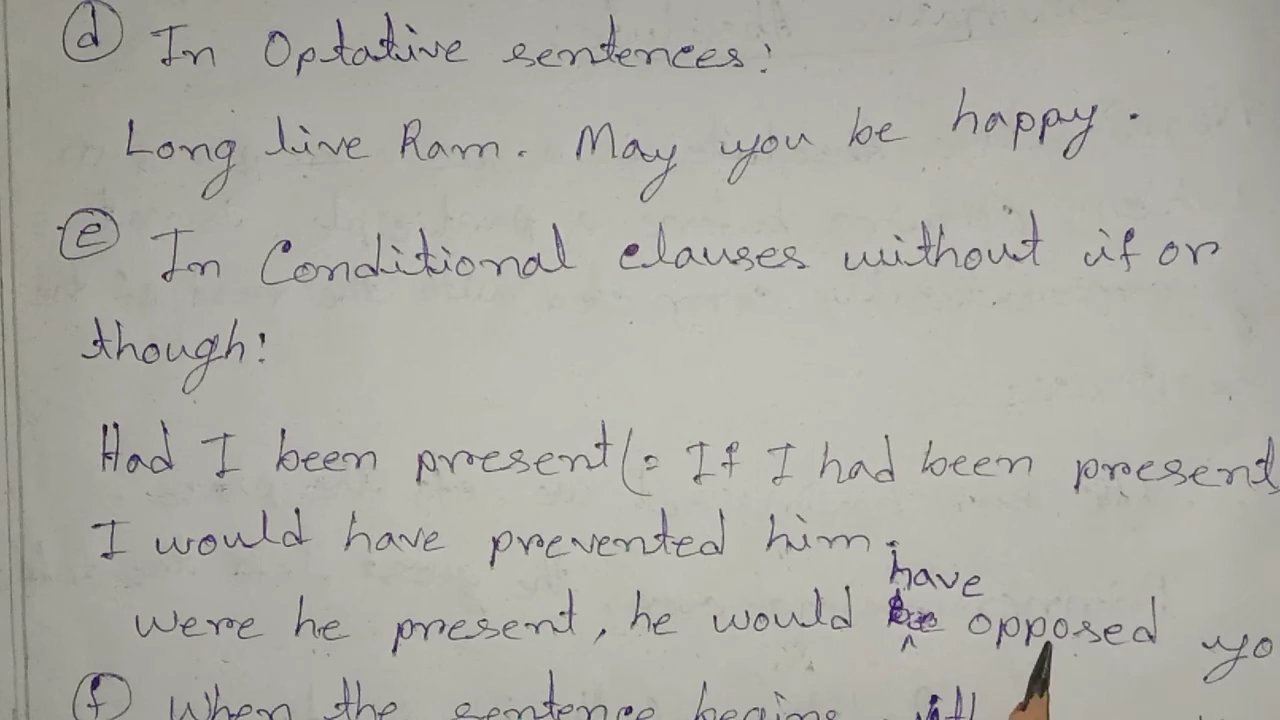 (d) In Optative sentences:
Long live Ram. May you be happy.
(e) In Conditional clauses without if or
though:
Had I been present (= If I had been present
I would have prevented him.
have
Were he present, he would be opposed yo
(f) When the sentence begins with